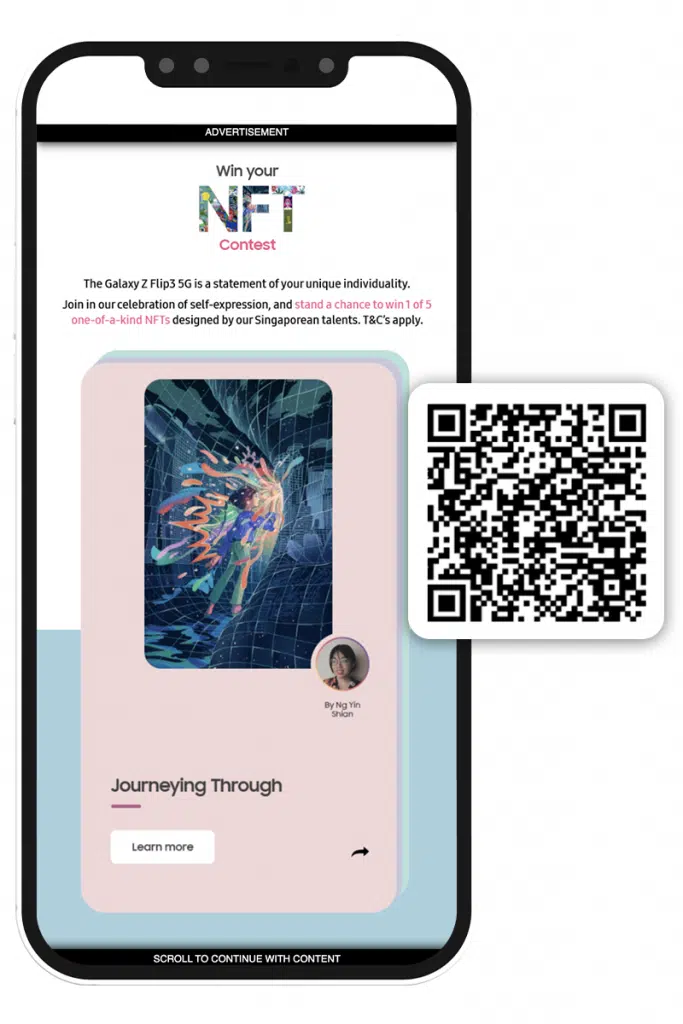 ADVERTISEMENT
Win your
NFT
Contest
The Galaxy Z Flip3 5G is a statement of your unique individuality.
Join in our celebration of self-expression, and stand a chance to win 1 of 5
one-of-a-kind NFTs designed by our Singaporean talents. T&C’s apply.
By Ng Yin
Shian
Journeying Through
Learn more
SCROLL TO CONTINUE WITH CONTENT